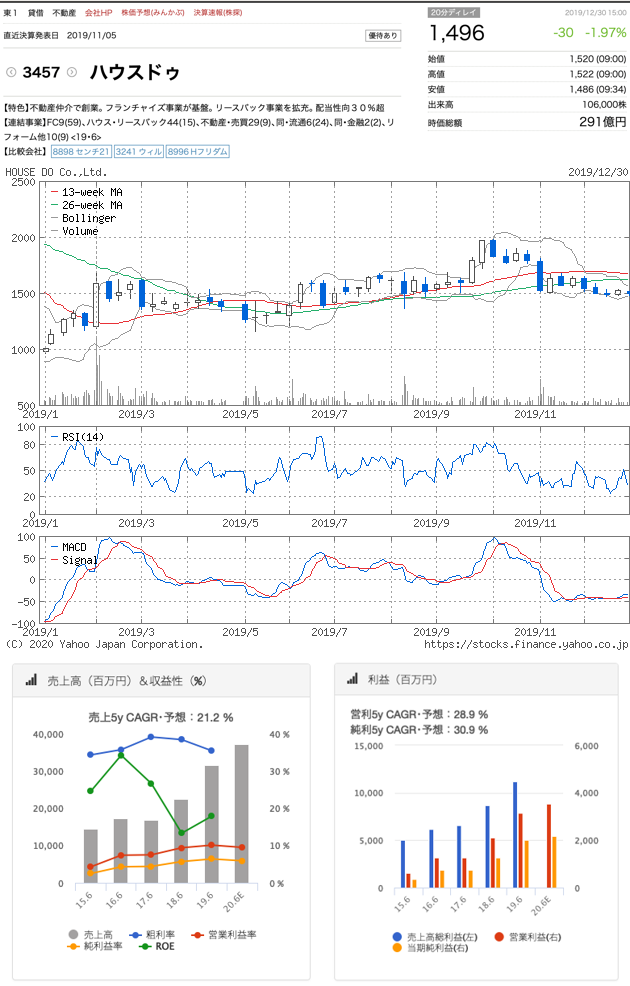 東1 貸借 不動産 会社HP 株価予想(みんかぶ) 決算速報(株探)
直近決算発表日 2019/11/05
優待あり
3457 ハウスドゥ
【特色】不動産仲介で創業。フランチャイズ事業が基盤。リースバック事業を拡充。配当性向３０％超
【連結事業】FC9(59)、ハウス・リースバック44(15)、不動産・売買29(9)、同・流通6(24)、同・金融2(2)、リ
フォーム他10(9) <19・6>
【比較会社】 8898 センチ21 3241 ウィル 8996 Hフリダム
20分ディレイ 2019/12/30 15:00
1,496 -30 -1.97%
始値 1,520 (09:00)
高値 1,522 (09:00)
安値 1,486 (09:34)
出来高 106,000株
時価総額 291億円
HOUSE DO Co.,Ltd. 2019/12/30
2500
2000
1500
1000
500
13-week MA
26-week MA
Bollinger
Volume
2019/1 2019/3 2019/5 2019/7 2019/9 2019/11
100
80
50
20
0
RSI(14)
2019/1 2019/3 2019/5 2019/7 2019/9 2019/11
100
50
0
-50
-100
MACD
Signal
2019/1 2019/3 2019/5 2019/7 2019/9 2019/11
(C) 2020 Yahoo Japan Corporation. https://stocks.finance.yahoo.co.jp
売上高（百万円）＆収益性（%）
売上5y CAGR・予想：21.2 %
40,000
30,000
20,000
10,000
0
40 %
30 %
20 %
10 %
0 %
15.6 16.6 17.6 18.6 19.6 20.6E
売上高 粗利率 営業利益率
純利益率 ROE
利益（百万円）
営利5y CAGR・予想：28.9 %
純利5y CAGR・予想：30.9 %
15,000
10,000
5,000
0
6,000
4,000
2,000
0
15.6 16.6 17.6 18.6 19.6 20.6E
売上高総利益(左) 営業利益(右)
当期純利益(右)